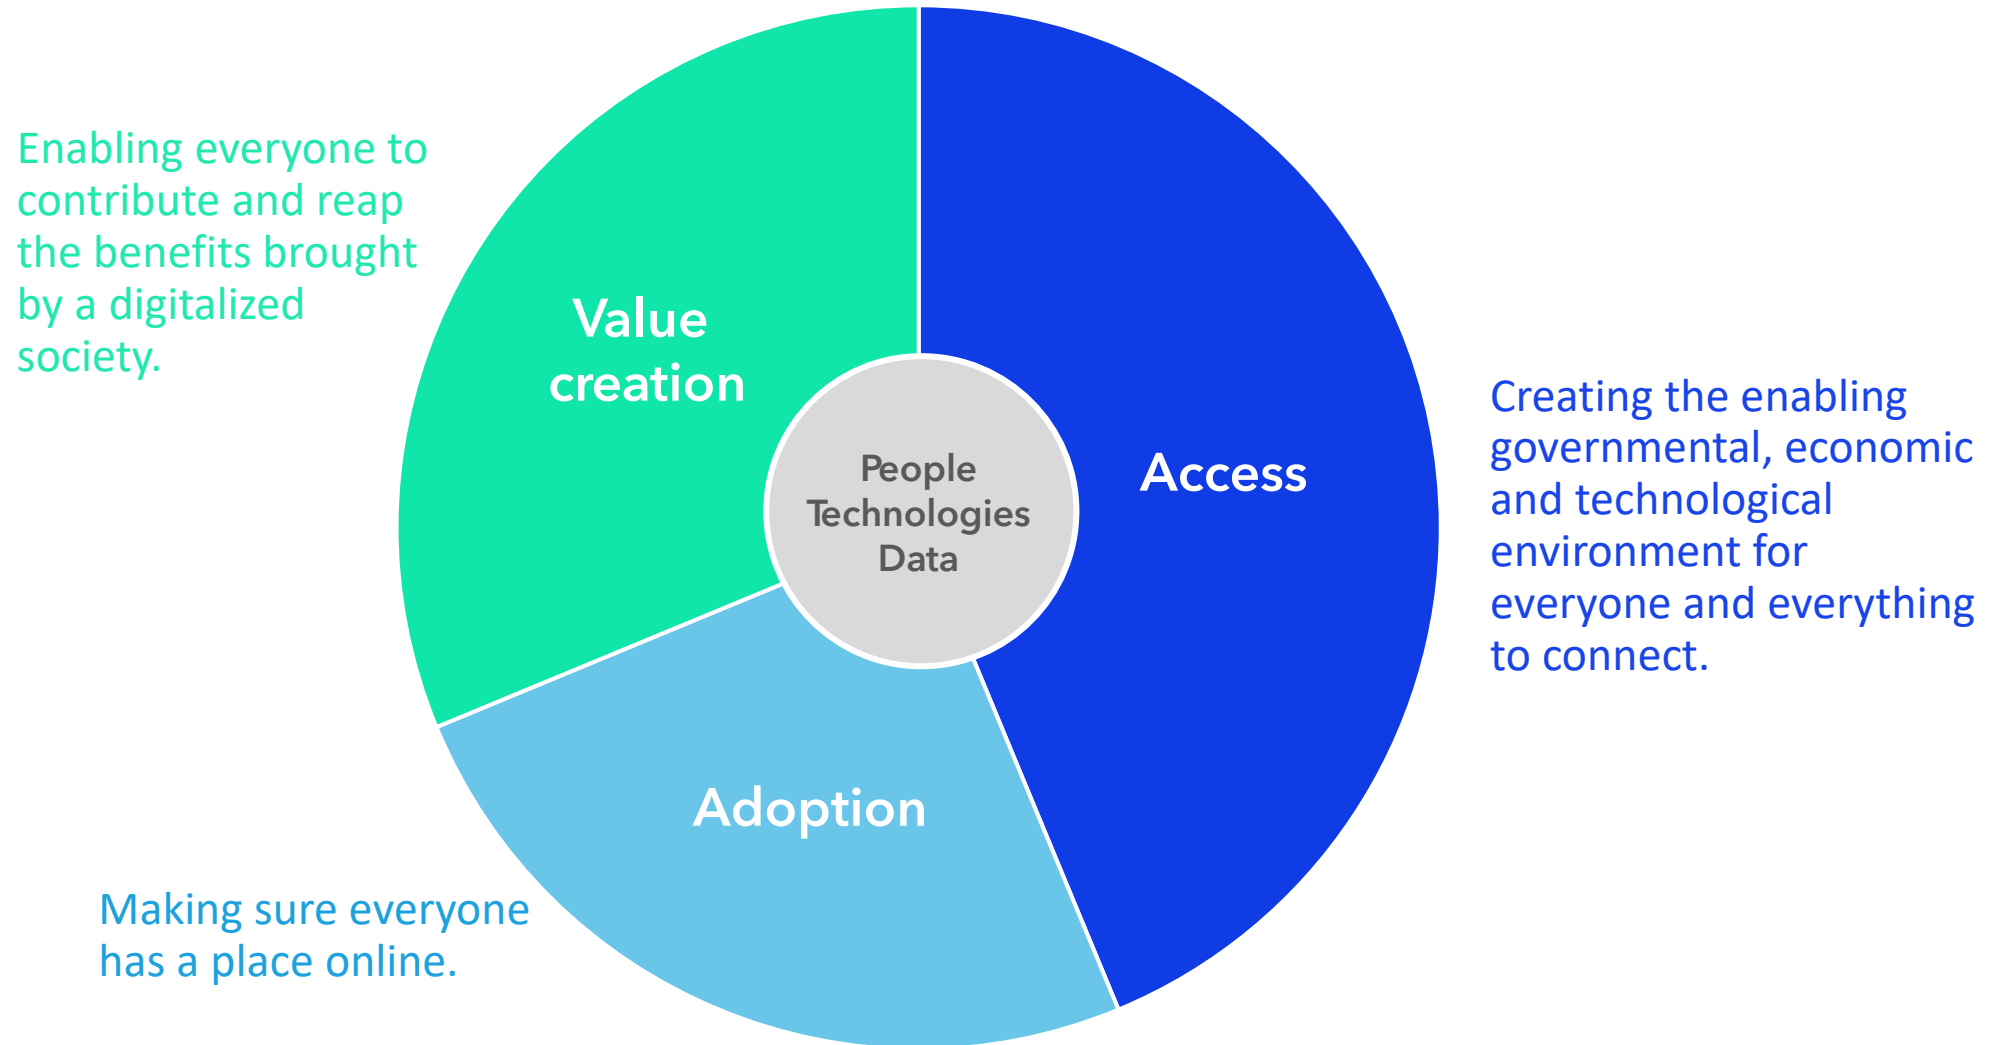 Enabling everyone to
contribute and reap
the benefits brought
by a digitalized
society.
Value
creation
People
Technologies
Data
Access
Creating the enabling
governmental, economic
and technological
environment for
everyone and everything
to connect.
Adoption
Making sure everyone
has a place online.